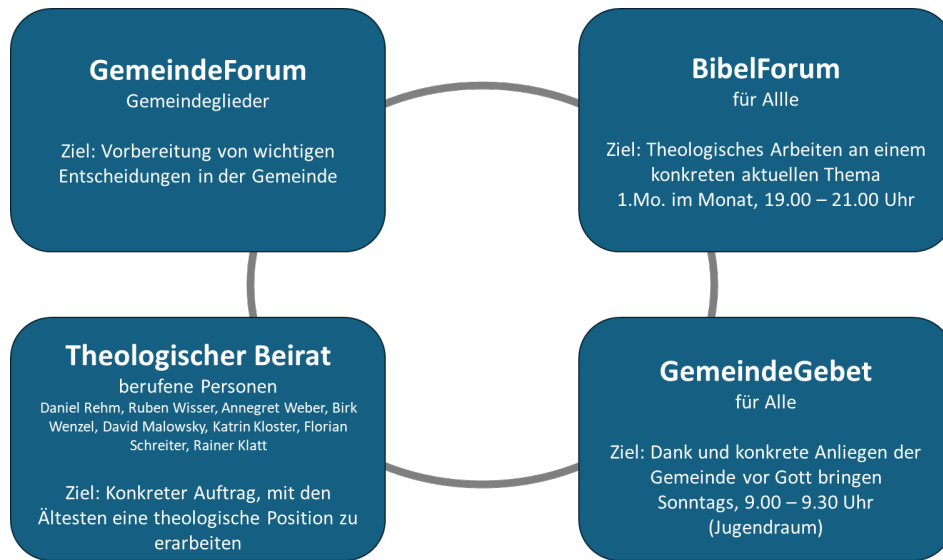 GemeindeForum
Gemeindeglieder
Ziel: Vorbereitung von wichtigen
Entscheidungen in der Gemeinde
BibelForum
für Allle
Ziel: Theologisches Arbeiten an einem
konkreten aktuellen Thema
1.Mo. im Monat, 19.00 – 21.00 Uhr
Theologischer Beirat
berufene Personen
Daniel Rehm, Ruben Wisser, Annegret Weber, Birk
Wenzel, David Malowsky, Katrin Kloster, Florian
Schreiter, Rainer Klatt
Ziel: Konkreter Auftrag, mit den
Ältesten eine theologische Position zu
erarbeiten
GemeindeGebet
für Alle
Ziel: Dank und konkrete Anliegen der
Gemeinde vor Gott bringen
Sonntags, 9.00 – 9.30 Uhr
(Jugendraum)